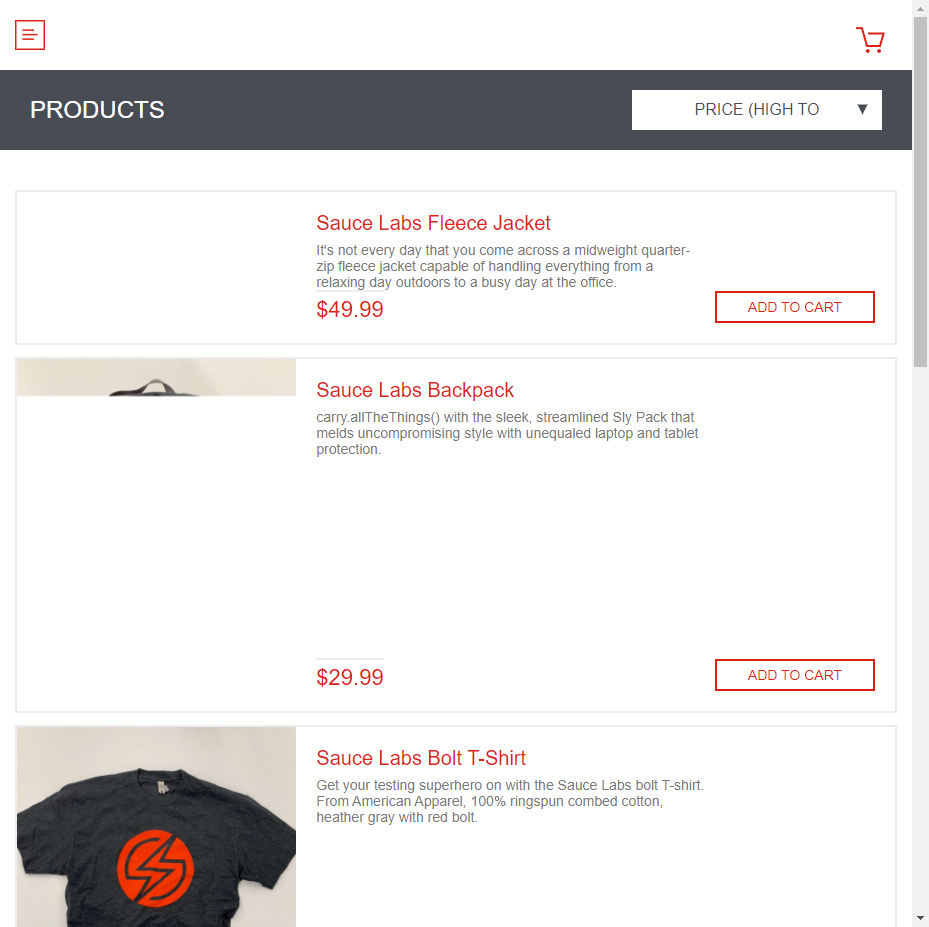 PRODUCTS
PRICE (HIGH TO
Sauce Labs Fleece Jacket
It's not every day that you come across a midweight quarter-
zip fleece jacket capable of handling everything from a
relaxing day outdoors to a busy day at the office.
$49.99
ADD TO CART
Sauce Labs Backpack
carry.allTheThings() with the sleek, streamlined Sly Pack that
melds uncompromising style with unequaled laptop and tablet
protection.
$29.99
ADD TO CART
Sauce Labs Bolt T-Shirt
Get your testing superhero on with the Sauce Labs bolt T-shirt.
From American Apparel, 100% ringspun combed cotton,
heather gray with red bolt.